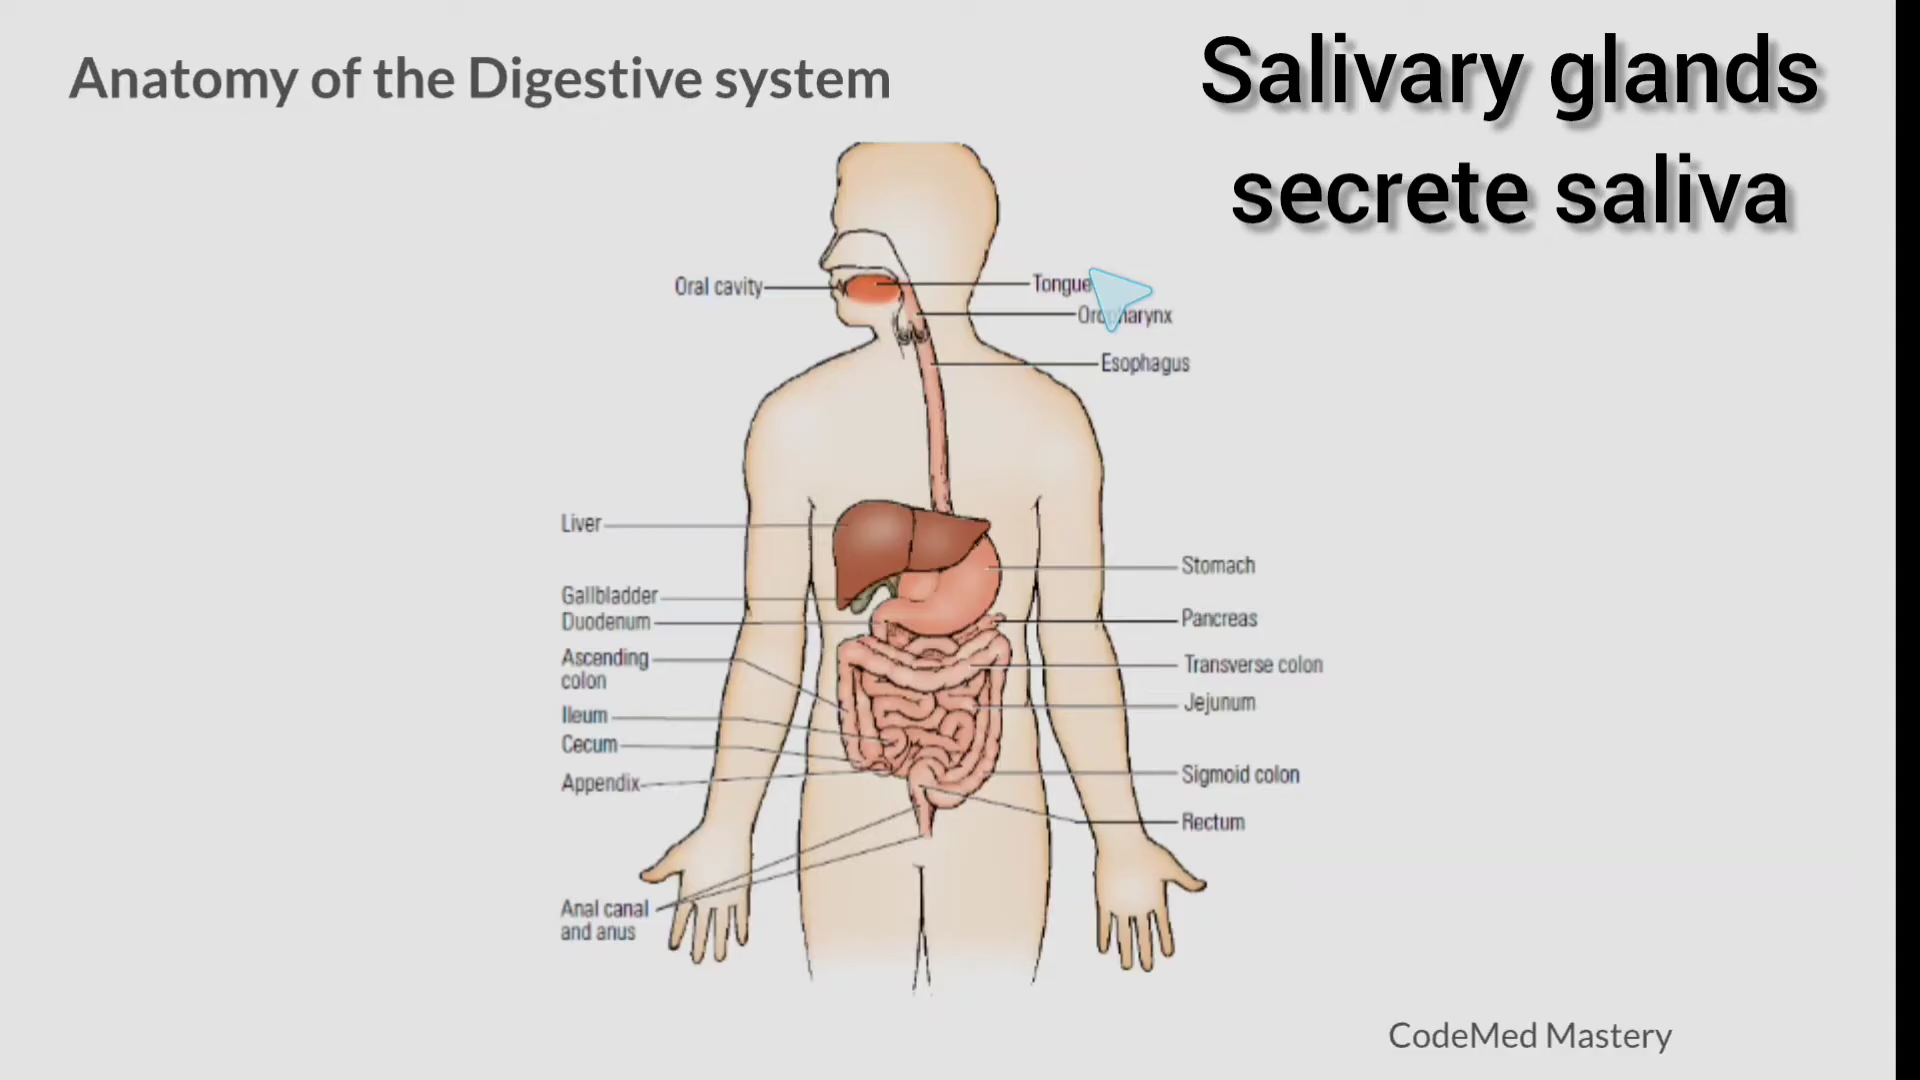 Anatomy of the Digestive system
Salivary glands
secrete saliva
Oral cavity
Tongue
Oropharynx
Esophagus
Liver
Gallbladder
Duodenum
Ascending
colon
Ileum
Cecum
Appendix
Anal canal
and anus
Stomach
Pancreas
Transverse colon
Jejunum
Sigmoid colon
Rectum
CodeMed Mastery